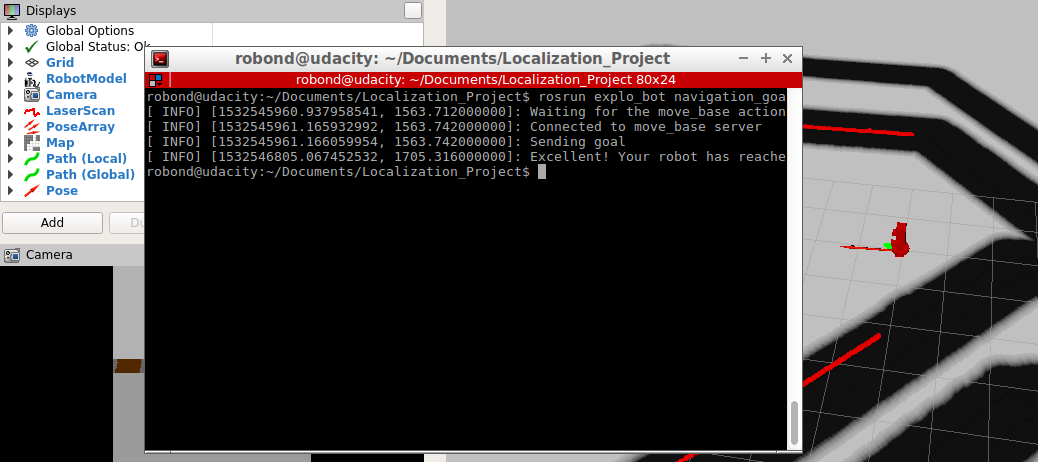 Displays
Global Options
Global Status: Ok
Grid
RobotModel
Camera
LaserScan
PoseArray
Map
Path (Local)
Path (Global)
Pose
Add
Du
Camera
robond@udacity: ~/Documents/Localization_Project
robond@udacity: ~/Documents/Localization_Project 80x24
robond@udacity:~/Documents/Localization_Project$ rosrun explo_bot navigation_goa
[ INFO] [1532545960.937958541, 1563.712000000]: Waiting for the move_base action
[ INFO] [1532545961.165932992, 1563.742000000]: Connected to move_base server
[ INFO] [1532545961.166059954, 1563.742000000]: Sending goal
[ INFO] [1532546805.067452532, 1705.316000000]: Excellent! Your robot has reache
robond@udacity:~/Documents/Localization_Project$